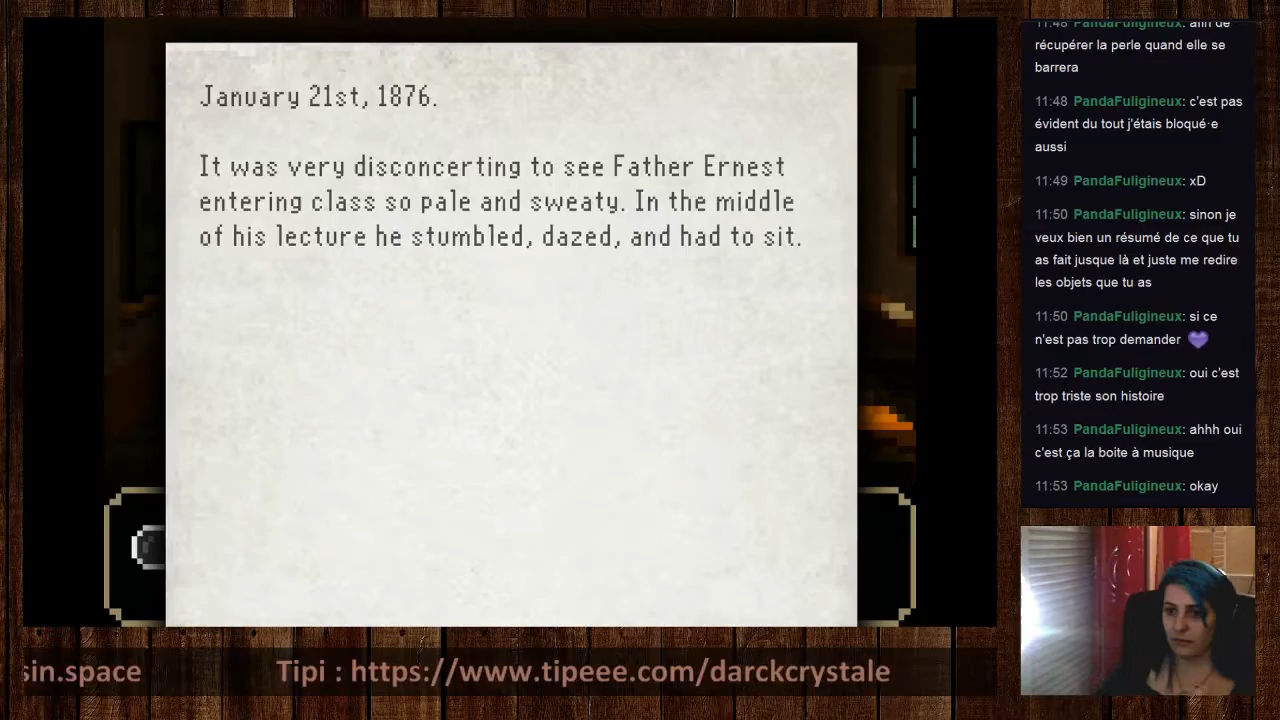 January 21st, 1876.
It was very disconcerting to see Father Ernest
entering class so pale and sweaty. In the middle
of his lecture he stumbled, dazed, and had to sit.
11:48 PandaFuligineux: afin de
récupérer la perle quand elle se
barrera
11:48 PandaFuligineux: c'est pas
évident du tout j'étais bloqué·e
aussi
11:49 PandaFuligineux: xD
11:50 PandaFuligineux: sinon je
veux bien un résumé de ce que tu
as fait jusque là et juste me redire
les objets que tu as
11:50 PandaFuligineux: si ce
n'est pas trop demander
11:52 PandaFuligineux: oui c'est
trop triste son histoire
11:53 PandaFuligineux: ahhh oui
c'est ça la boite à musique
11:53 PandaFuligineux: okay
sin.space Tipi : https://www.tipeee.com/darckcrystale